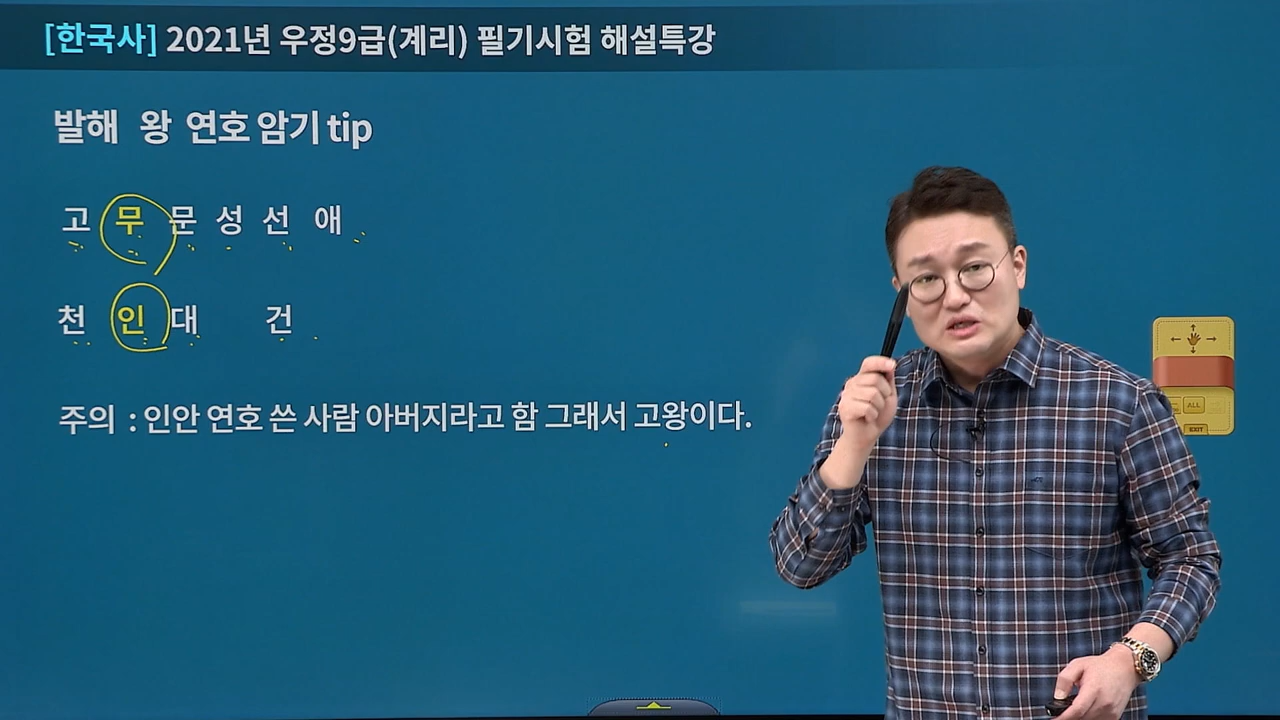 [한국사] 2021년 우정9급(계리) 필기시험 해설특강
발해 왕 연호 암기 tip
고 무 문 성 선 애
천 인 대 건
주의 : 인안 연호 쓴 사람 아버지라고 함 그래서 고왕이다.
ALL
EXIT